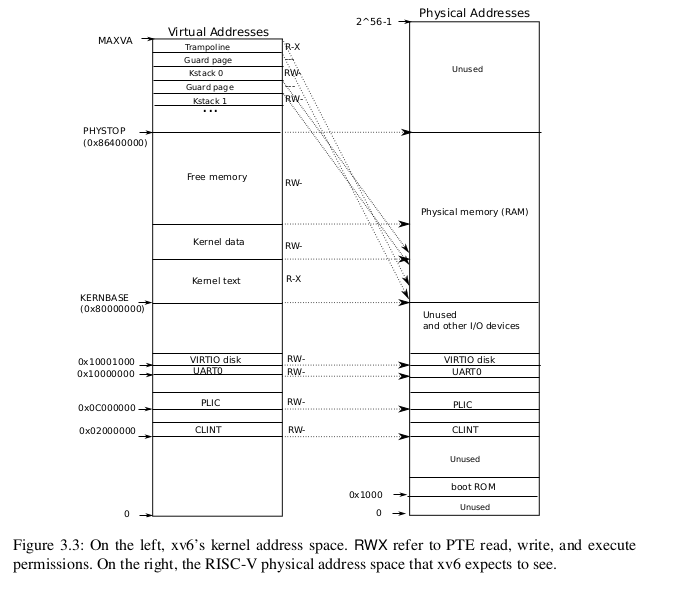 Virtual Addresses
MAXVA
Trampoline
R-X
Guard page
---
Kstack 0
RW-
Guard page
---
Kstack 1
RW-
...
PHYSTOP
(0x86400000)
Free memory
RW-
Kernel data
RW-
Kernel text
R-X
KERNBASE
(0x80000000)
0x10001000
VIRTIO disk
RW-
0x10000000
UART0
RW-
0x0C000000
PLIC
RW-
0x02000000
CLINT
RW-
0
Physical Addresses
2^56-1
Unused
Physical memory (RAM)
Unused
and other I/O devices
VIRTIO disk
UART0
PLIC
CLINT
Unused
boot ROM
0x1000
Unused
0
Figure 3.3: On the left, xv6's kernel address space. RWX refer to PTE read, write, and execute
permissions. On the right, the RISC-V physical address space that xv6 expects to see.